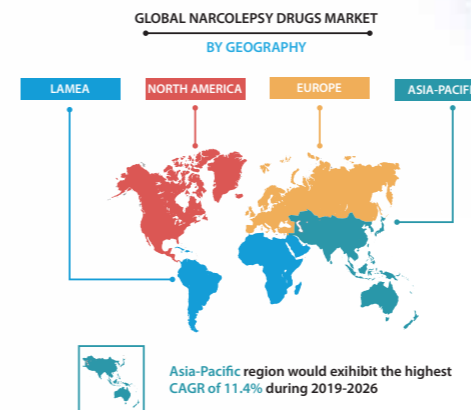 GLOBAL NARCOLEPSY DRUGS MARKET
BY GEOGRAPHY
LAMEA
NORTH AMERICA
EUROPE
ASIA-PACIFI
Asia-Pacific region would exihibit the highest
CAGR of 11.4% during 2019-2026